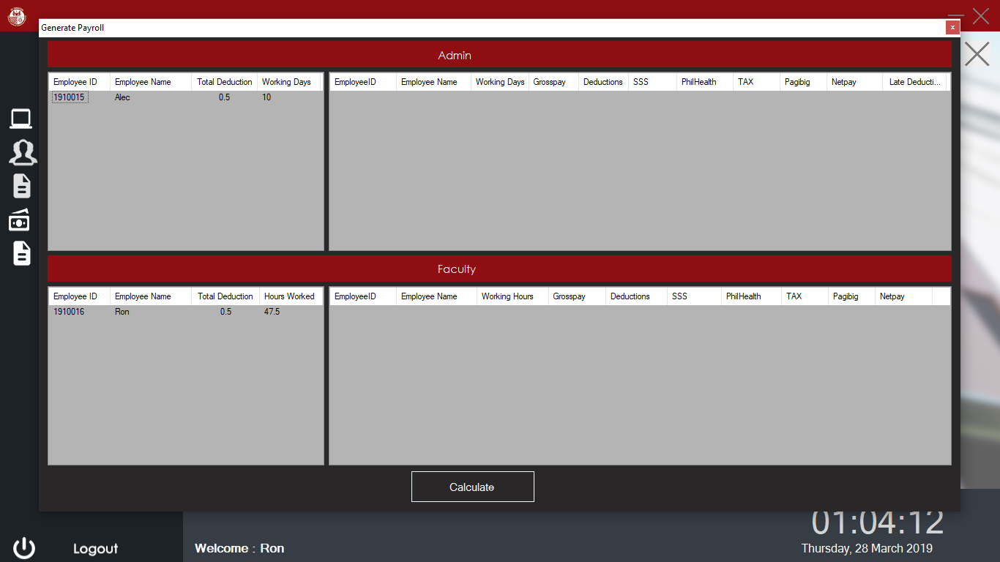 Generate Payroll
x
Admin
Employee ID Employee Name Total Deduction Working Days
1910015 Alec 0.5 10
EmployeeID Employee Name Working Days Grosspay Deductions SSS PhilHealth TAX Pagibig Netpay Late Deducti...
Faculty
Employee ID Employee Name Total Deduction Hours Worked
1910016 Ron 0.5 47.5
EmployeeID Employee Name Working Hours Grosspay Deductions SSS PhilHealth TAX Pagibig Netpay
Calculate
01:04:12
Logout
Welcome : Ron
Thursday, 28 March 2019